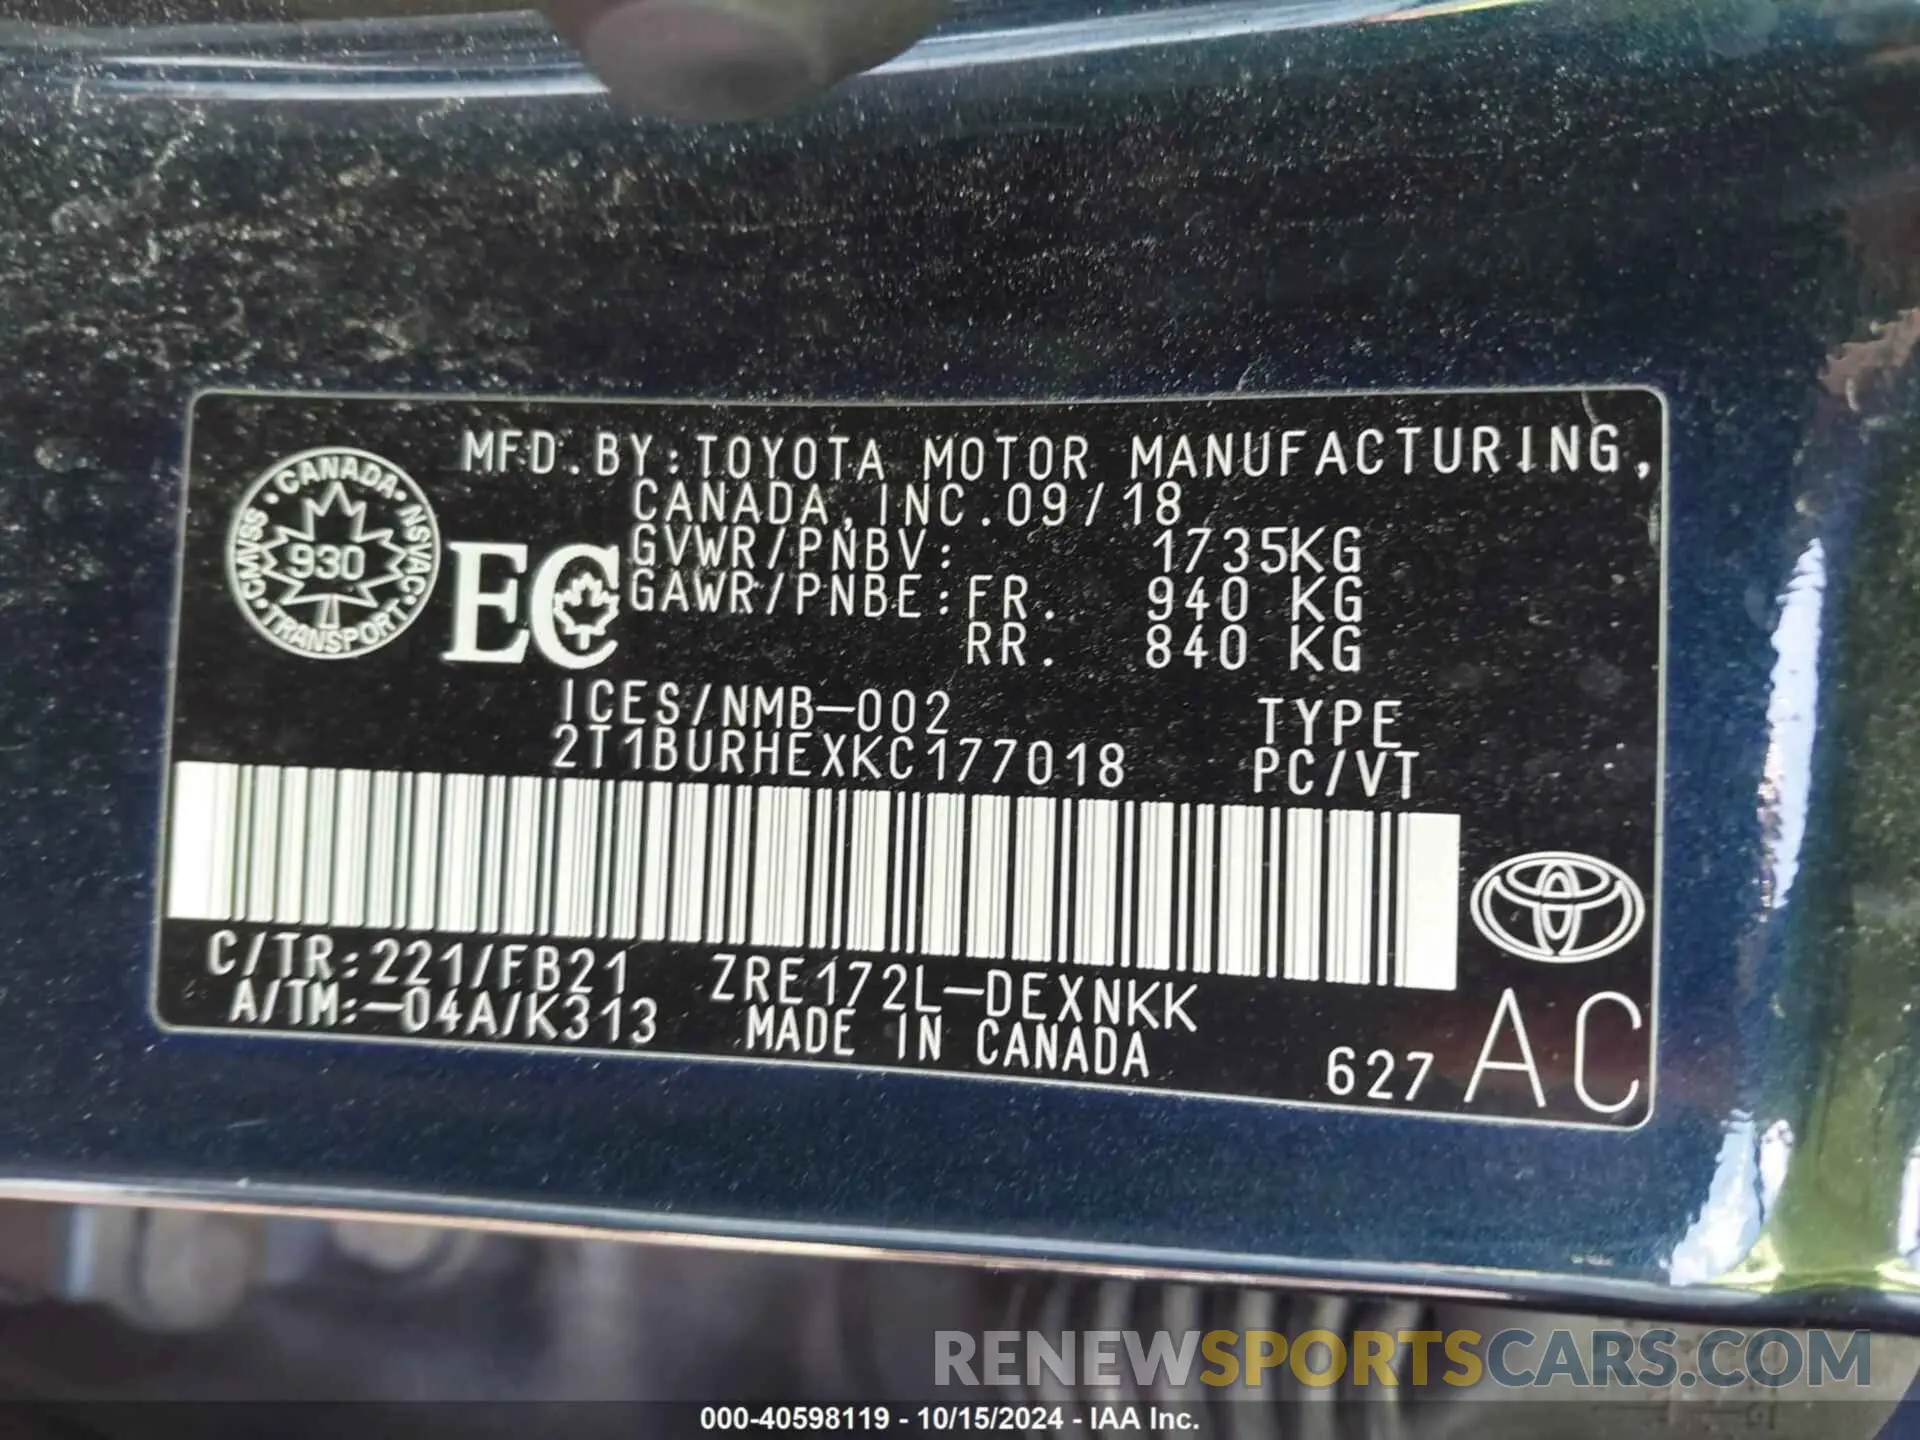 MFD.BY:TOYOTA MOTOR MANUFACTURING,
CANADA, INC.09/18
GVWR/PNBV: 1735KG
GAWR/PNBE:FR. 940 KG
RR. 840 KG
CANADA
CMVSS · NSVAC
930
TRANSPORT
EC
ICES/NMB-002
2T1BURHEXKC177018
TYPE
PC/VT
C/TR:221/FB21 ZRE172L-DEXNKK
A/TM:-04A/K313 MADE IN CANADA
627 AC
RENEWSPORTSCARS.COM
000-40598119 - 10/15/2024 - IAA Inc.